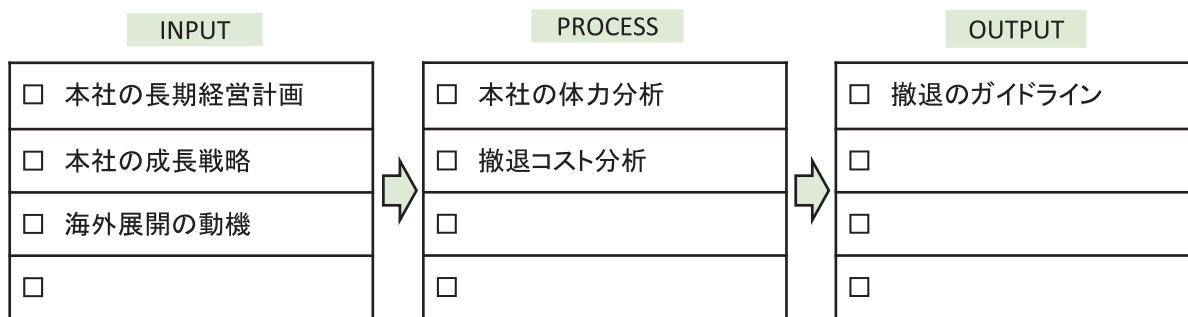 INPUT
□ 本社の長期経営計画
□ 本社の成長戦略
□ 海外展開の動機
□
PROCESS
□ 本社の体力分析
□ 撤退コスト分析
□
□
OUTPUT
□ 撤退のガイドライン
□
□
□